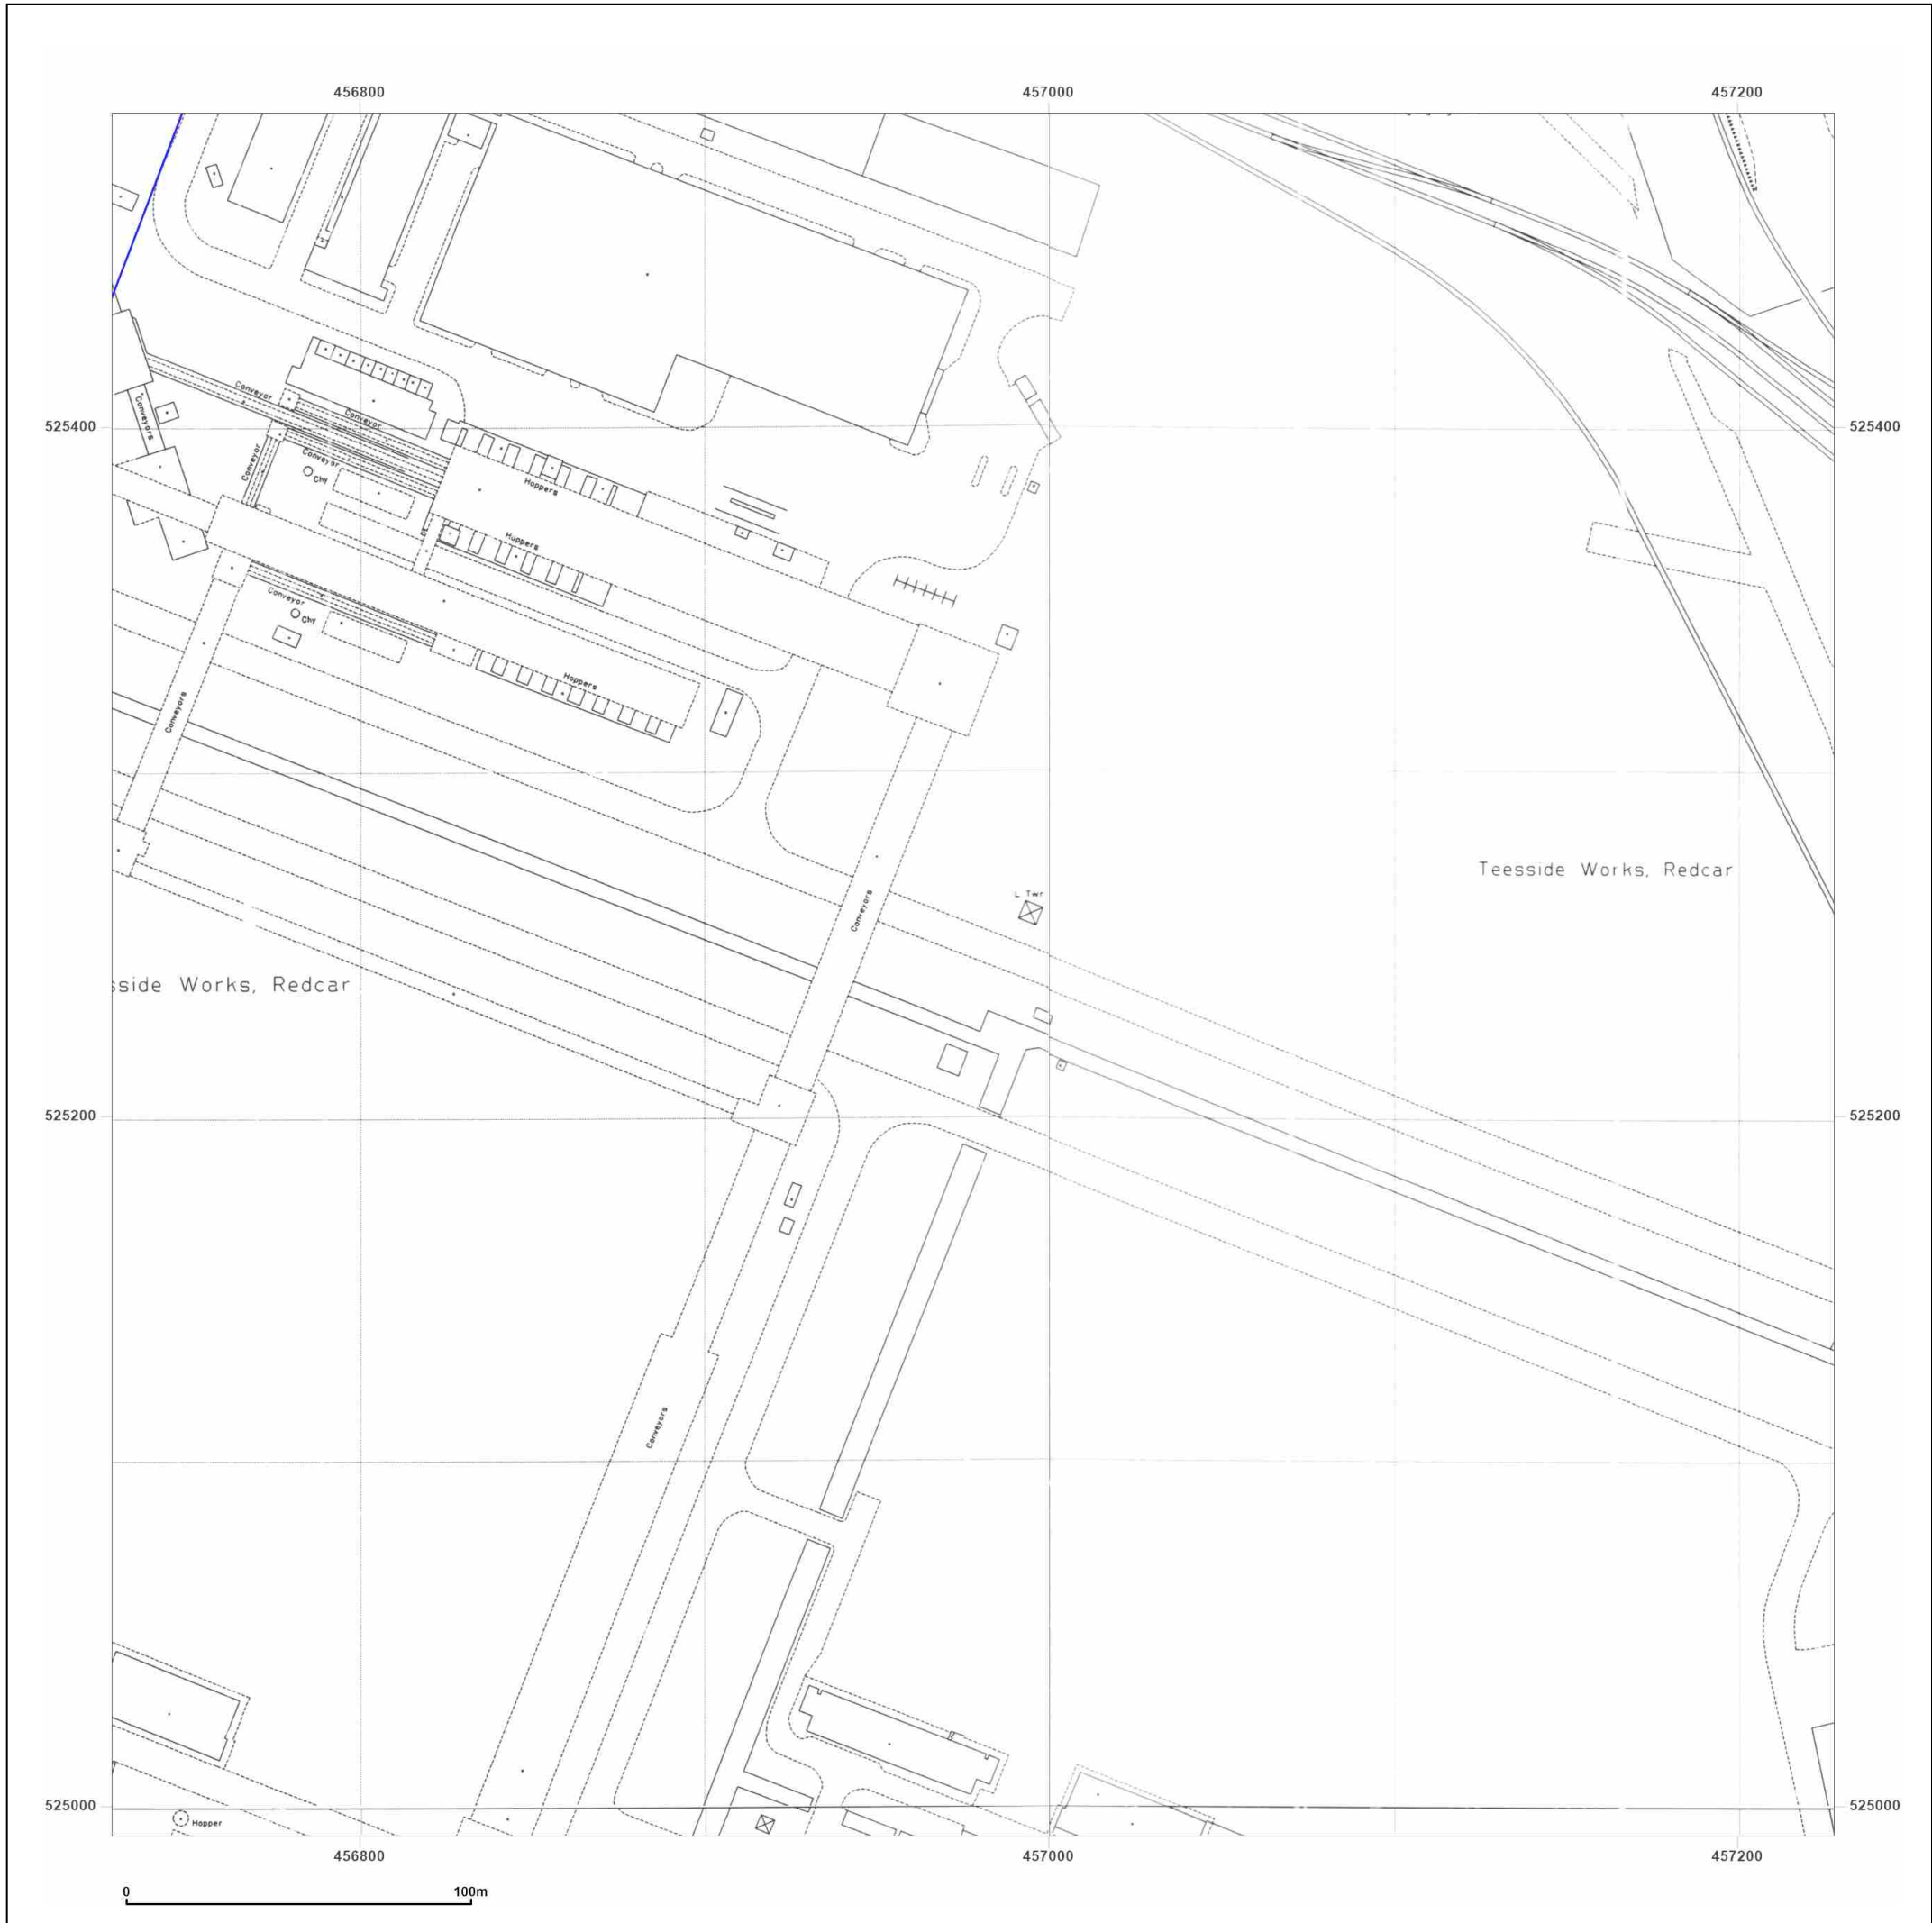 456800
457000
457200
Conveyor
Conveyors
Conveyor
525400
525400
Conveyor
Conveyor
Chy
Hoppers
Huppers
Conveyor
Chy
Hoppers
Conveyors
Teesside Works, Redcar
L Twr
Conveyors
sside Works, Redcar
525200
525200
Conveyors
525000
525000
Hopper
456800
457000
457200
0
100m